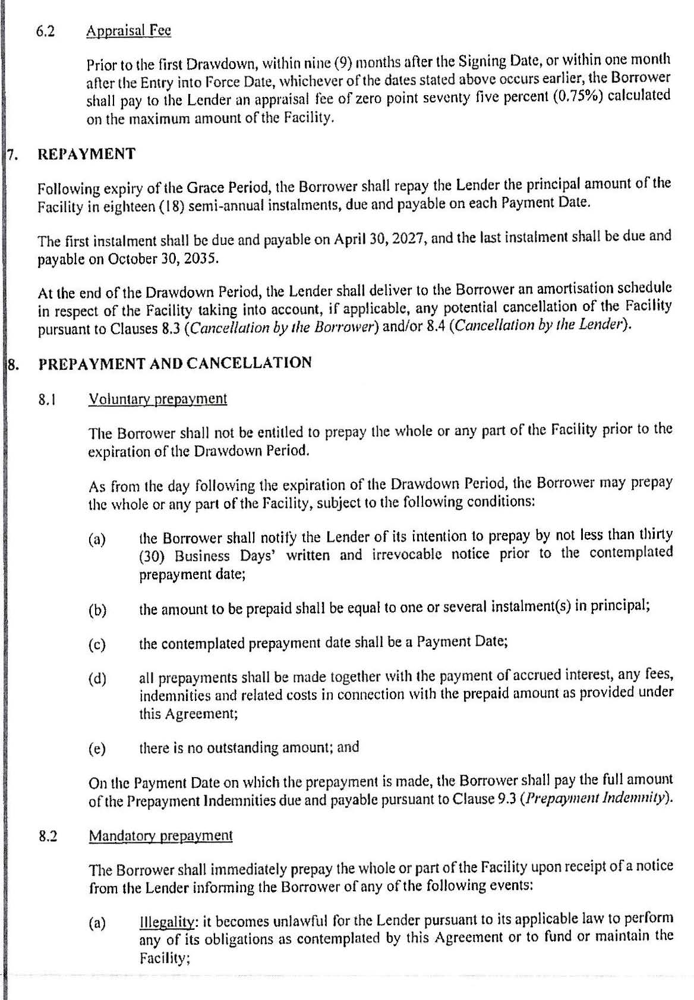 6.2 Appraisal Fee
Prior to the first Drawdown, within nine (9) months after the Signing Date, or within one month
after the Entry into Force Date, whichever of the dates stated above occurs earlier, the Borrower
shall pay to the Lender an appraisal fee of zero point seventy five percent (0.75%) calculated
on the maximum amount of the Facility.
7. REPAYMENT
Following expiry of the Grace Period, the Borrower shall repay the Lender the principal amount of the
Facility in eighteen (18) semi-annual instalments, due and payable on each Payment Date.
The first instalment shall be due and payable on April 30, 2027, and the last instalment shall be due and
payable on October 30, 2035.
At the end of the Drawdown Period, the Lender shall deliver to the Borrower an amortisation schedule
in respect of the Facility taking into account, if applicable, any potential cancellation of the Facility
pursuant to Clauses 8.3 (Cancellation by the Borrower) and/or 8.4 (Cancellation by the Lender).
8. PREPAYMENT AND CANCELLATION
8.1 Voluntary prepayment
The Borrower shall not be entitled to prepay the whole or any part of the Facility prior to the
expiration of the Drawdown Period.
As from the day following the expiration of the Drawdown Period, the Borrower may prepay
the whole or any part of the Facility, subject to the following conditions:
(a) the Borrower shall notify the Lender of its intention to prepay by not less than thirty
(30) Business Days' written and irrevocable notice prior to the contemplated
prepayment date;
(b) the amount to be prepaid shall be equal to one or several instalment(s) in principal;
(c) the contemplated prepayment date shall be a Payment Date;
(d) all prepayments shall be made together with the payment of accrued interest, any fees,
indemnities and related costs in connection with the prepaid amount as provided under
this Agreement;
(e) there is no outstanding amount; and
On the Payment Date on which the prepayment is made, the Borrower shall pay the full amount
of the Prepayment Indemnities due and payable pursuant to Clause 9.3 (Prepayment Indemnity).
8.2 Mandatory prepayment
The Borrower shall immediately prepay the whole or part of the Facility upon receipt of a notice
from the Lender informing the Borrower of any of the following events:
(a) Illegality: it becomes unlawful for the Lender pursuant to its applicable law to perform
any of its obligations as contemplated by this Agreement or to fund or maintain the
Facility;